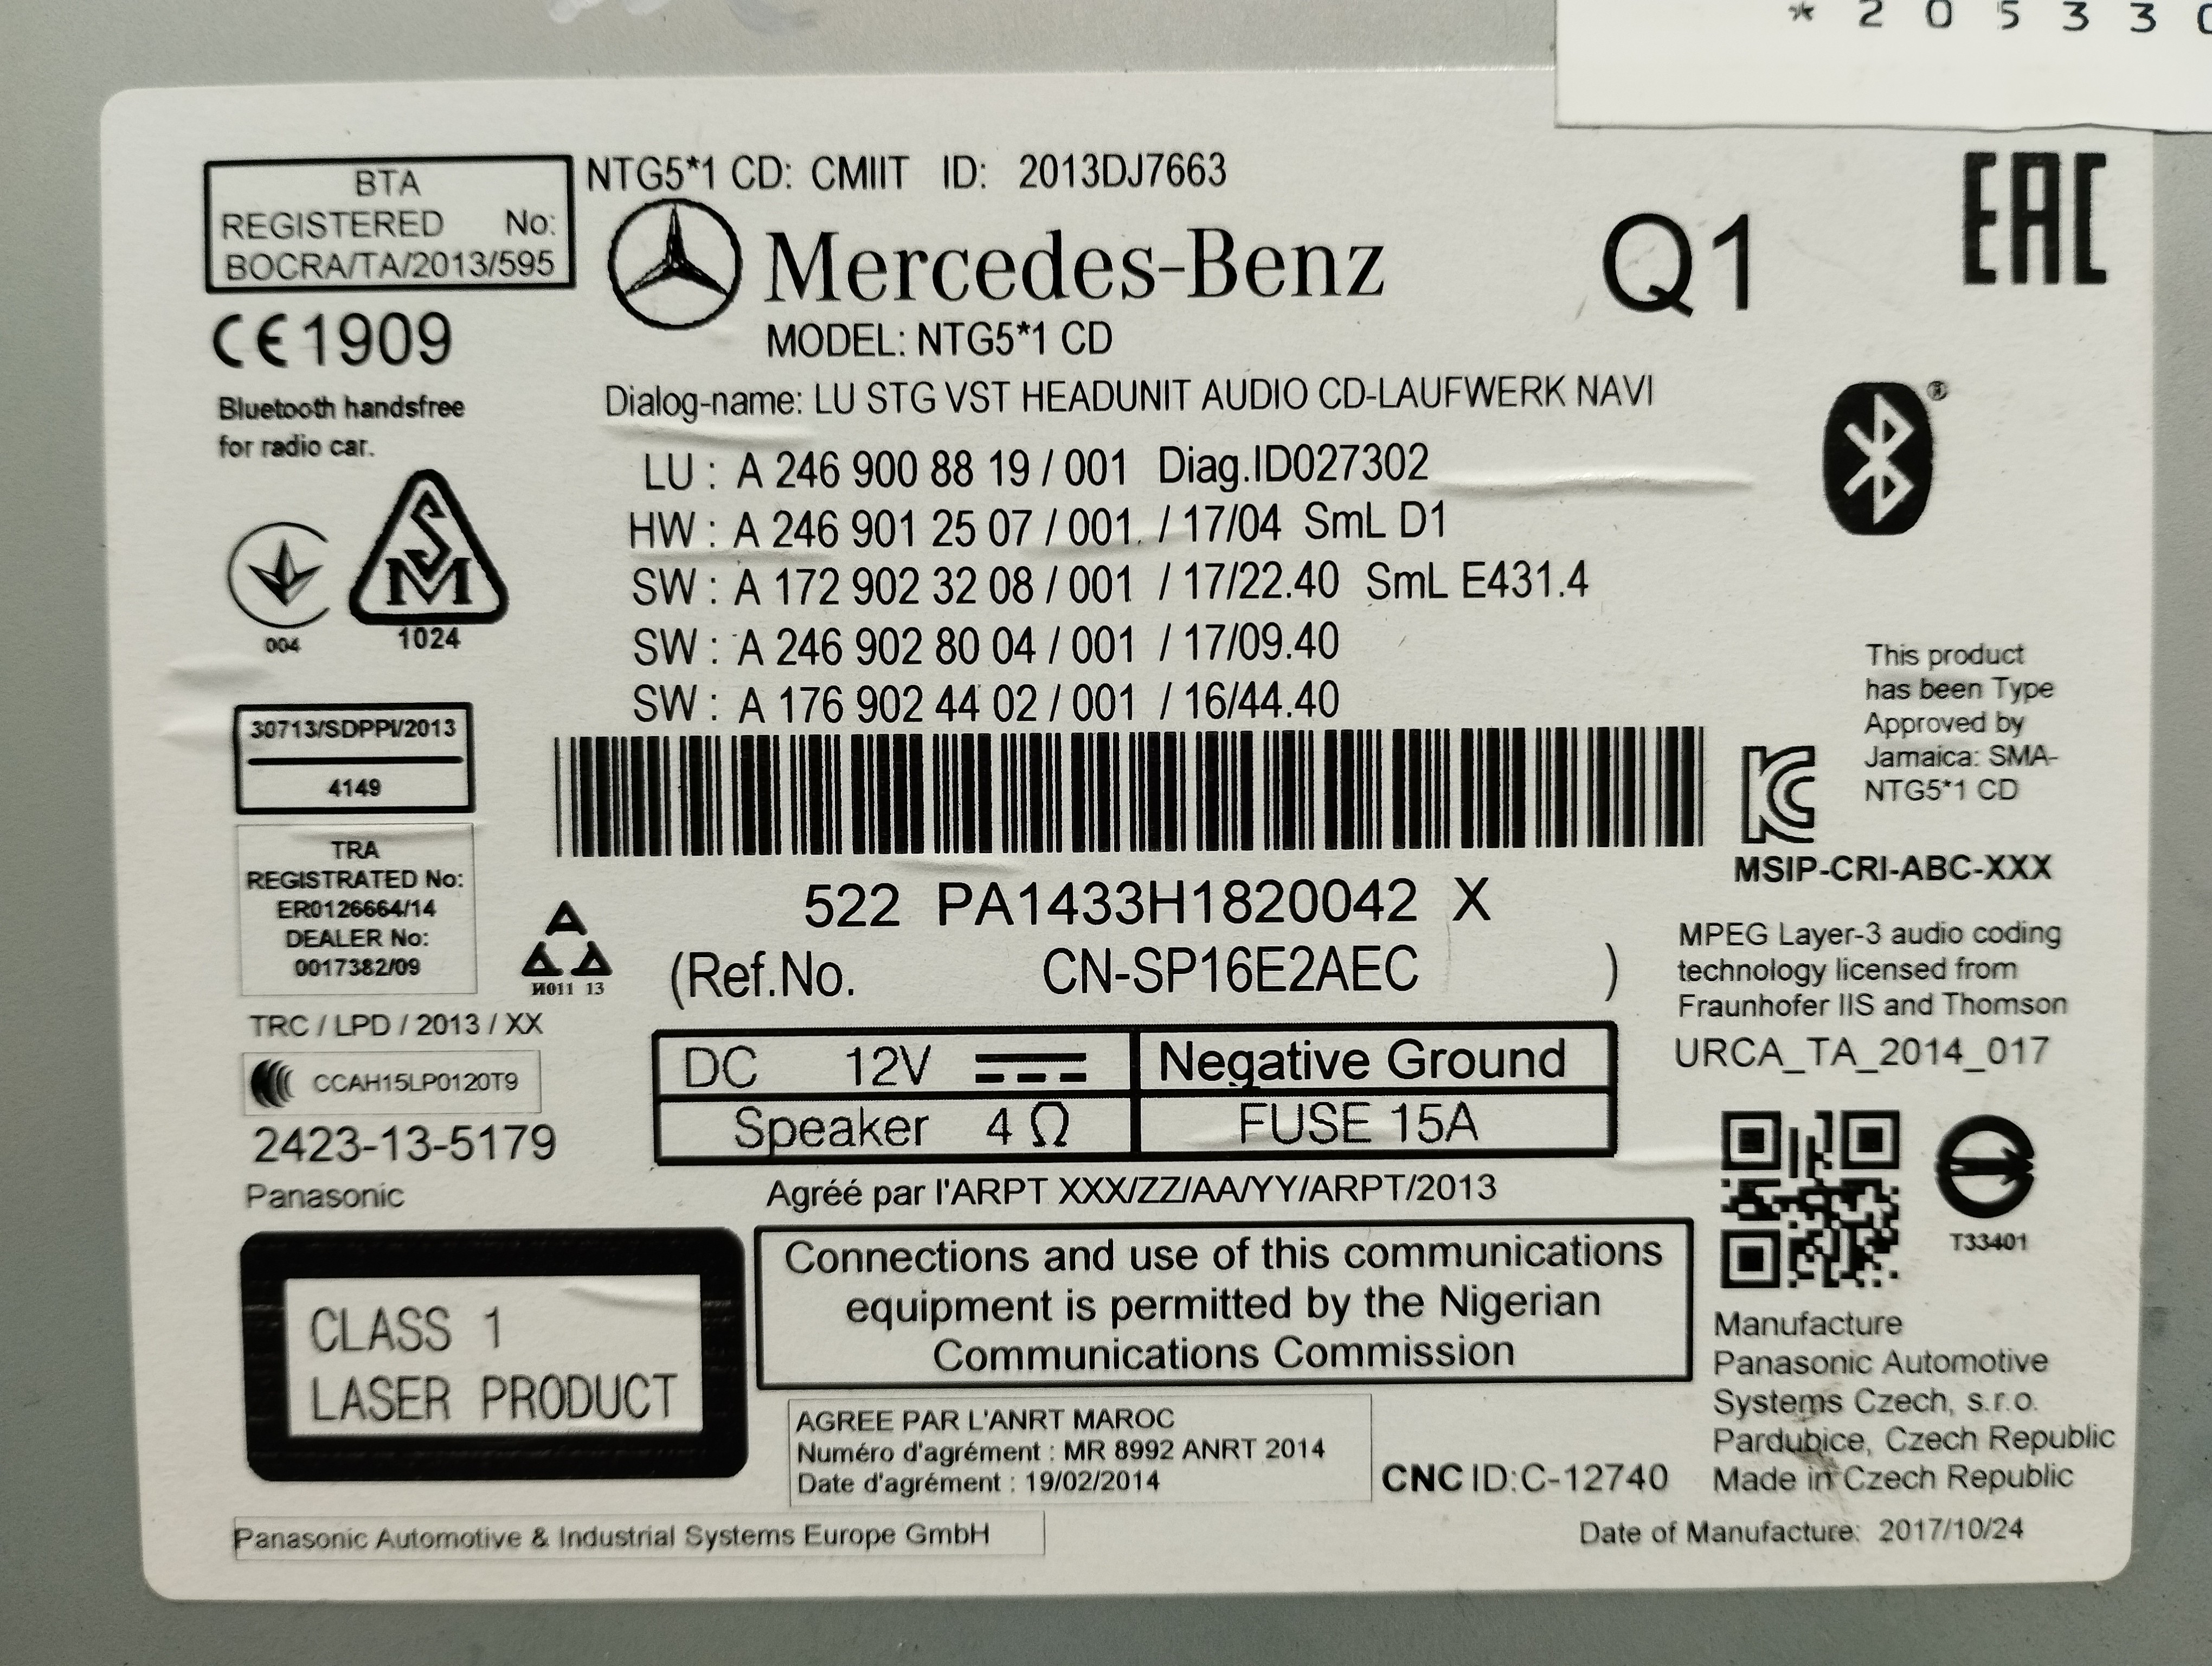 * 2 0 5 3 3
BTA
REGISTERED No:
BOCRA/TA/2013/595
NTG5*1 CD: CMIIT ID: 2013DJ7663
Mercedes-Benz
Q1
EAC
MODEL: NTG5*1 CD
CE1909
Bluetooth handsfree
for radio car.
Dialog-name: LU STG VST HEADUNIT AUDIO CD-LAUFWERK NAVI
®
LU : A 246 900 88 19 / 001 Diag.ID027302
HW : A 246 901 25 07 / 001 / 17/04 SmL D1
SW : A 172 902 32 08 / 001 / 17/22.40 SmL E431.4
SW : A 246 902 80 04 / 001 / 17/09.40
SW : A 176 902 44 02 / 001 / 16/44.40
SM
004
1024
30713/SDPPI/2013
4149
This product
has been Type
Approved by
Jamaica: SMA-
NTG5*1 CD
MSIP-CRI-ABC-XXX
TRA
REGISTRATED No:
ER0126664/14
DEALER No:
0017382/09
И011 13
522 PA1433H1820042 X
(Ref.No. CN-SP16E2AEC )
MPEG Layer-3 audio coding
technology licensed from
Fraunhofer IIS and Thomson
URCA_TA_2014_017
TRC / LPD / 2013 / XX
CCAH15LP0120T9
2423-13-5179
Panasonic
DC 12V
Negative Ground
Speaker 4 Ω
FUSE 15A
Agréé par l'ARPT XXX/ZZ/AA/YY/ARPT/2013
T33401
CLASS 1
LASER PRODUCT
Connections and use of this communications
equipment is permitted by the Nigerian
Communications Commission
AGREE PAR L'ANRT MAROC
Numéro d'agrément : MR 8992 ANRT 2014
Date d'agrément : 19/02/2014
CNC ID:C-12740
Manufacture
Panasonic Automotive
Systems Czech, s.r.o.
Pardubice, Czech Republic
Made in Czech Republic
Panasonic Automotive & Industrial Systems Europe GmbH
Date of Manufacture: 2017/10/24